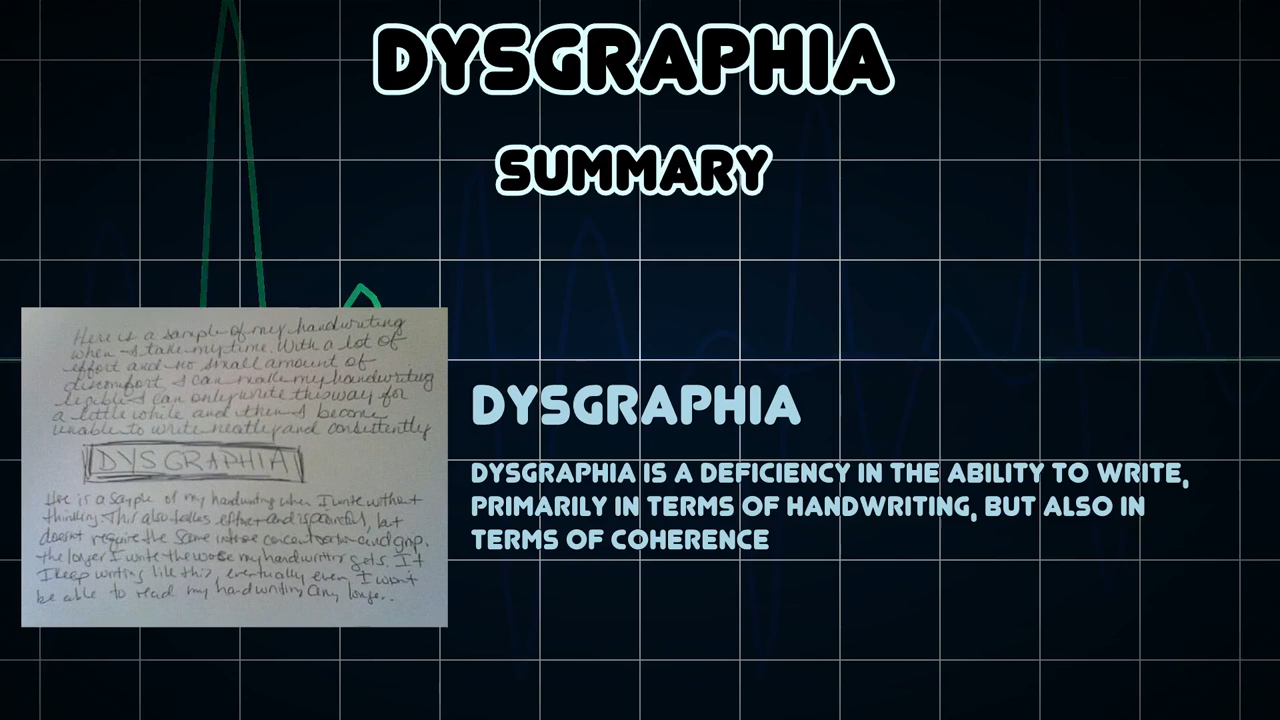 DYSGRAPHIA
SUMMARY
Here is a sample of my handwriting
when I take my time. With a lot of
effort and no small amount of
discomfort, I can make my handwriting
legible. I can only write this way for
a little while and then I become
unable to write neatly and consistently
DYSGRAPHIA
Here is a sample of my handwriting when I write without
thinking. This also takes effort and is painful, but
doesnt require the same intense concentration and grip.
The longer I write the worse my handwriting gets. If
I keep writing like this, eventually even I won't
be able to read my handwriting any longer..
DYSGRAPHIA
DYSGRAPHIA IS A DEFICIENCY IN THE ABILITY TO WRITE,
PRIMARILY IN TERMS OF HANDWRITING, BUT ALSO IN
TERMS OF COHERENCE